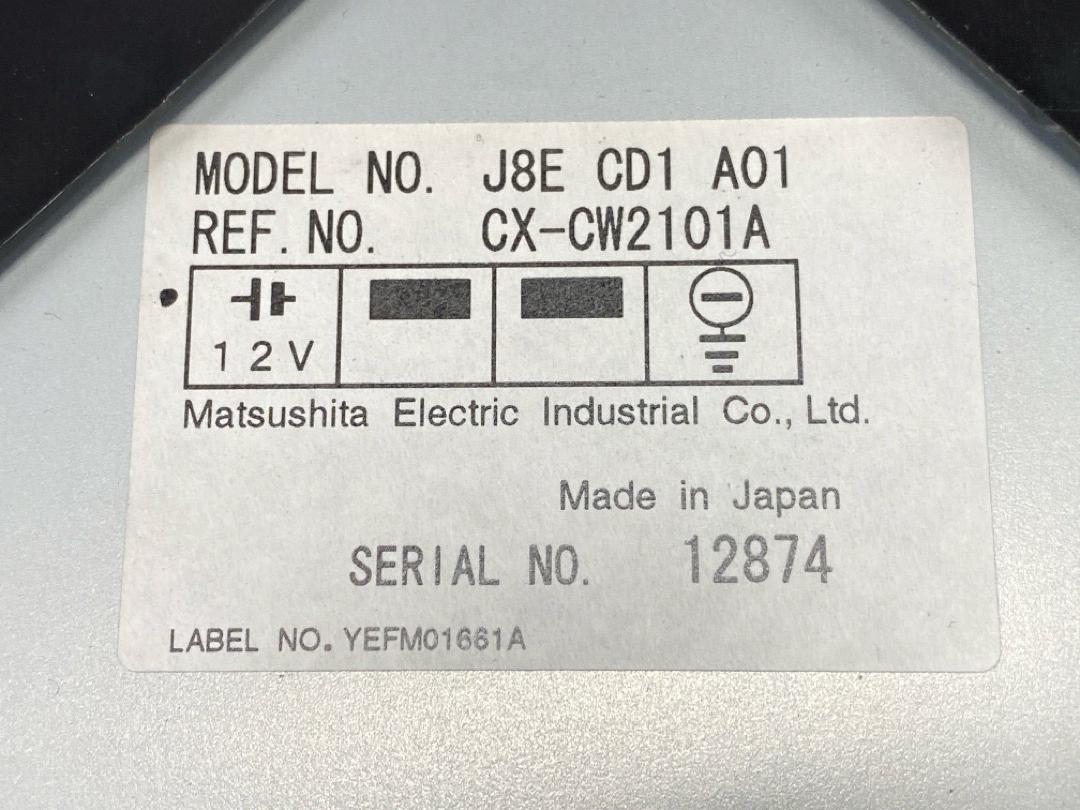 MODEL NO. J8E CD1 A01
REF. NO. CX-CW2101A
12V
Matsushita Electric Industrial Co., Ltd.
Made in Japan
SERIAL NO. 12874
LABEL NO. YEFM01661A